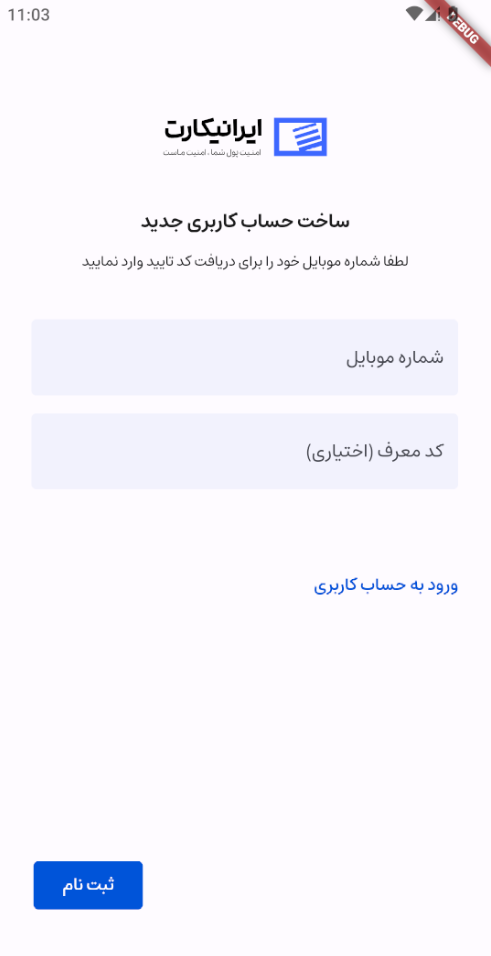 11:03
DEBUG
ایرانیکارت
امنیت پول شما ، امنیت ماست
ساخت حساب کاربری جدید
لطفا شماره موبایل خود را برای دریافت کد تایید وارد نمایید
شماره موبایل
کد معرف (اختیاری)
ورود به حساب کاربری
ثبت نام